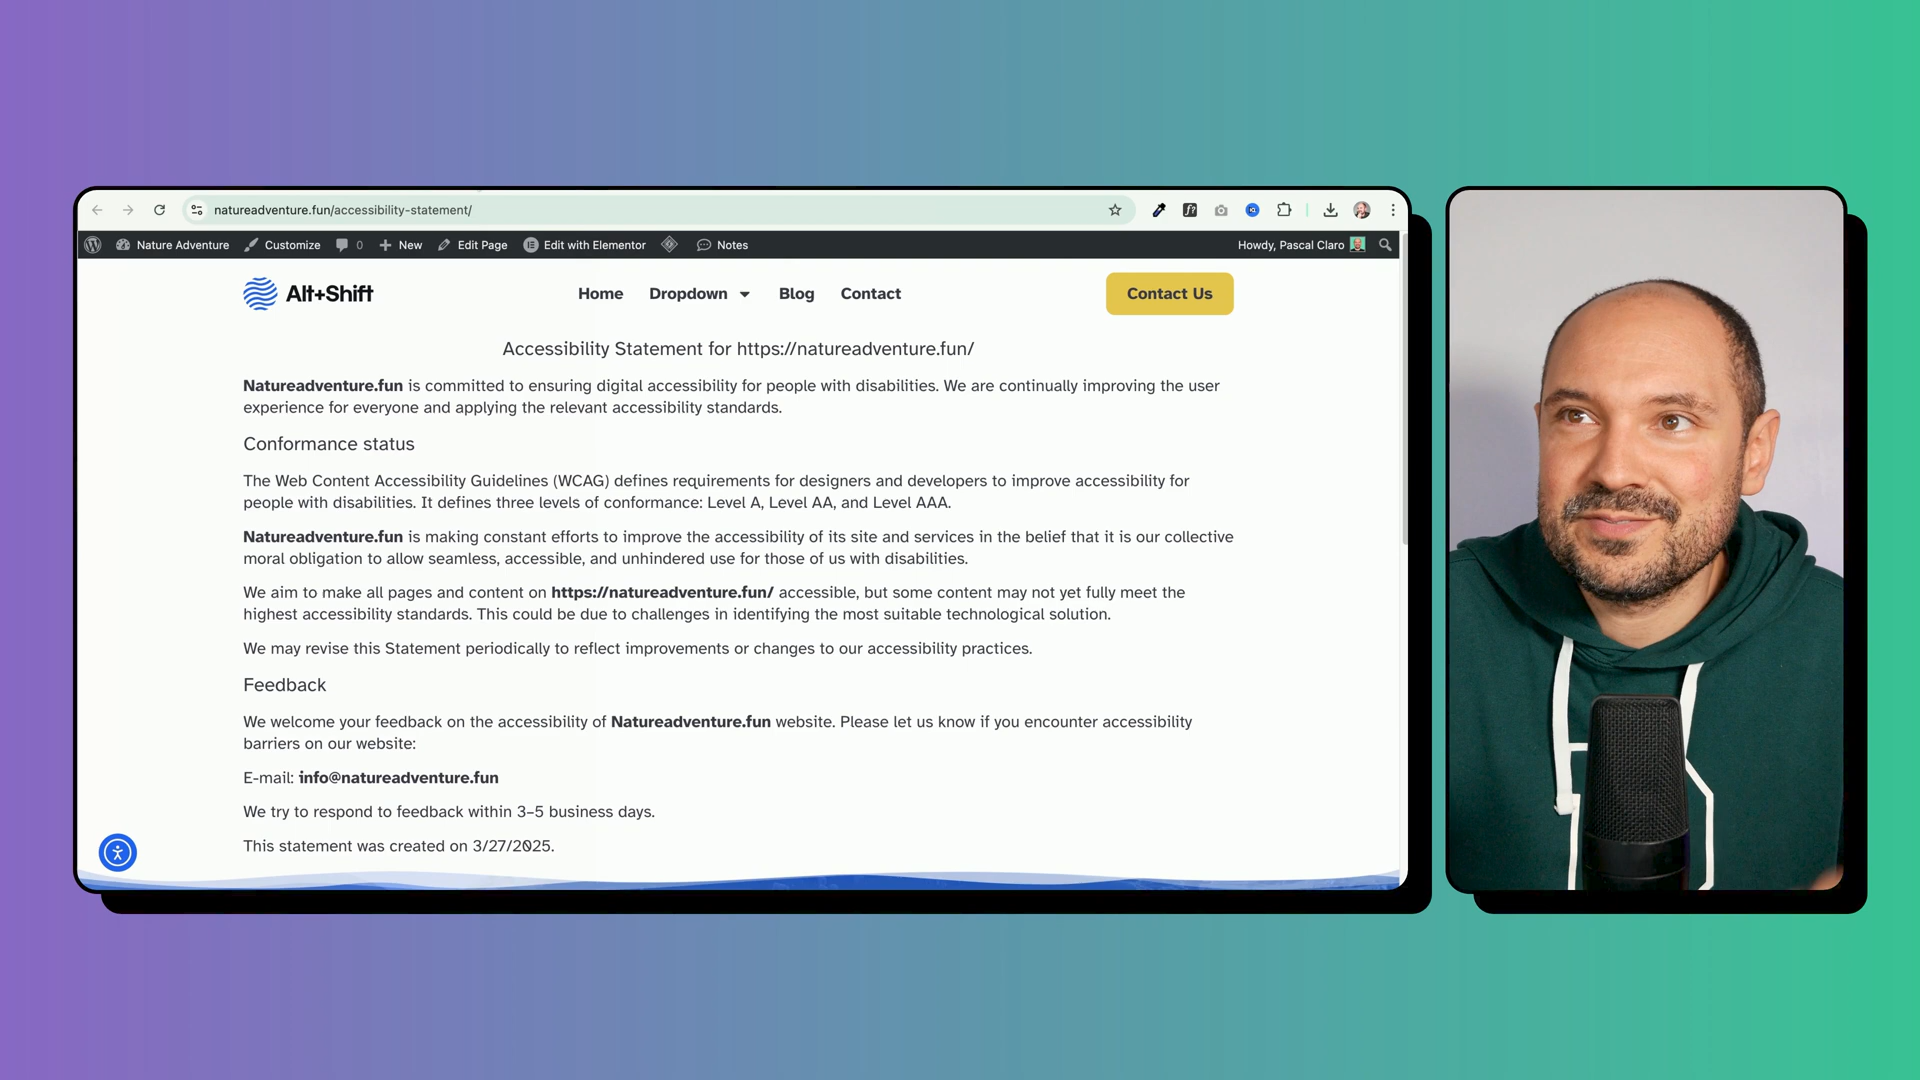 natureadventure.fun/accessibility-statement/
Nature Adventure Customize 0 New Edit Page Edit with Elementor Notes Howdy, Pascal Claro
Alt+Shift Home Dropdown Blog Contact Contact Us
Accessibility Statement for https://natureadventure.fun/
Natureadventure.fun is committed to ensuring digital accessibility for people with disabilities. We are continually improving the user
experience for everyone and applying the relevant accessibility standards.
Conformance status
The Web Content Accessibility Guidelines (WCAG) defines requirements for designers and developers to improve accessibility for
people with disabilities. It defines three levels of conformance: Level A, Level AA, and Level AAA.
Natureadventure.fun is making constant efforts to improve the accessibility of its site and services in the belief that it is our collective
moral obligation to allow seamless, accessible, and unhindered use for those of us with disabilities.
We aim to make all pages and content on https://natureadventure.fun/ accessible, but some content may not yet fully meet the
highest accessibility standards. This could be due to challenges in identifying the most suitable technological solution.
We may revise this Statement periodically to reflect improvements or changes to our accessibility practices.
Feedback
We welcome your feedback on the accessibility of Natureadventure.fun website. Please let us know if you encounter accessibility
barriers on our website:
E-mail: info@natureadventure.fun
We try to respond to feedback within 3–5 business days.
This statement was created on 3/27/2025.